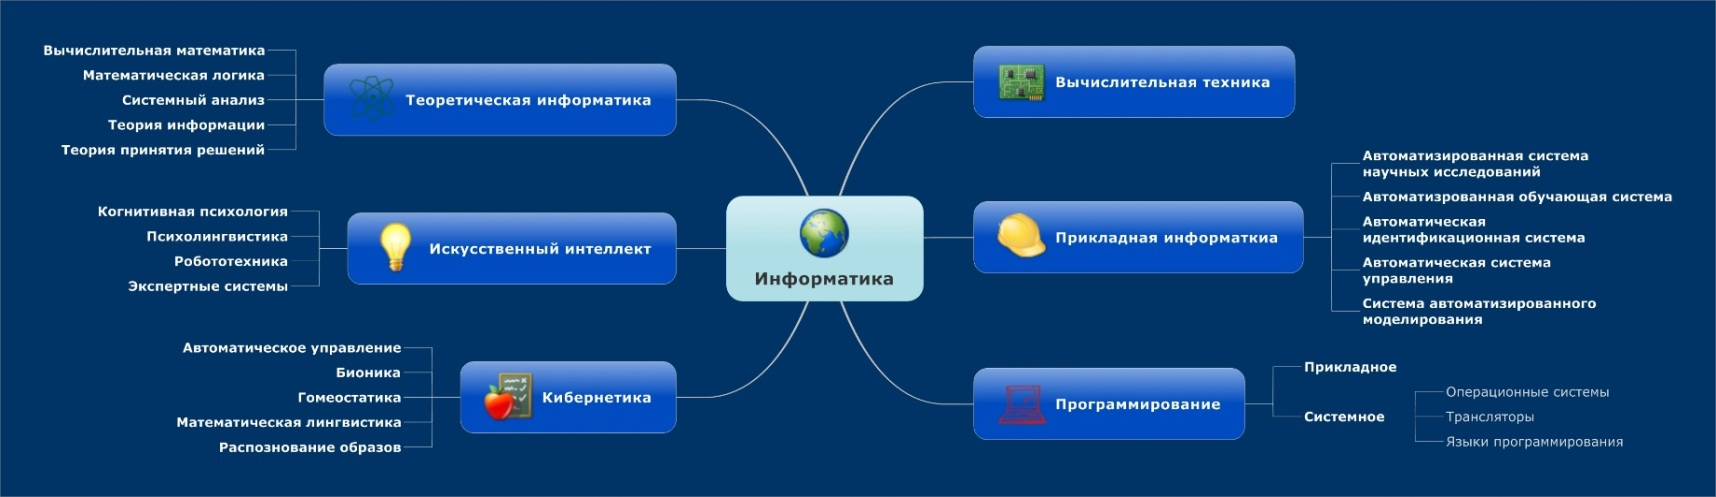 Вычислительная математика
Математическая логика
Системный анализ
Теория информации
Теория принятия решений
Теоретическая информатика
Когнитивная психология
Психолингвистика
Робототехника
Экспертные системы
Искусственный интеллект
Автоматическое управление
Бионика
Гомеостатика
Математическая лингвистика
Распознование образов
Кибернетика
Информатика
Вычислительная техника
Прикладная информаткиа
Автоматизированная система
научных исследований
Автоматизрованная обучающая система
Автоматическая
идентификационная система
Автоматическая система
управления
Система автоматизированного
моделирования
Программирование
Прикладное
Системное
Операционные системы
Трансляторы
Языки программирования